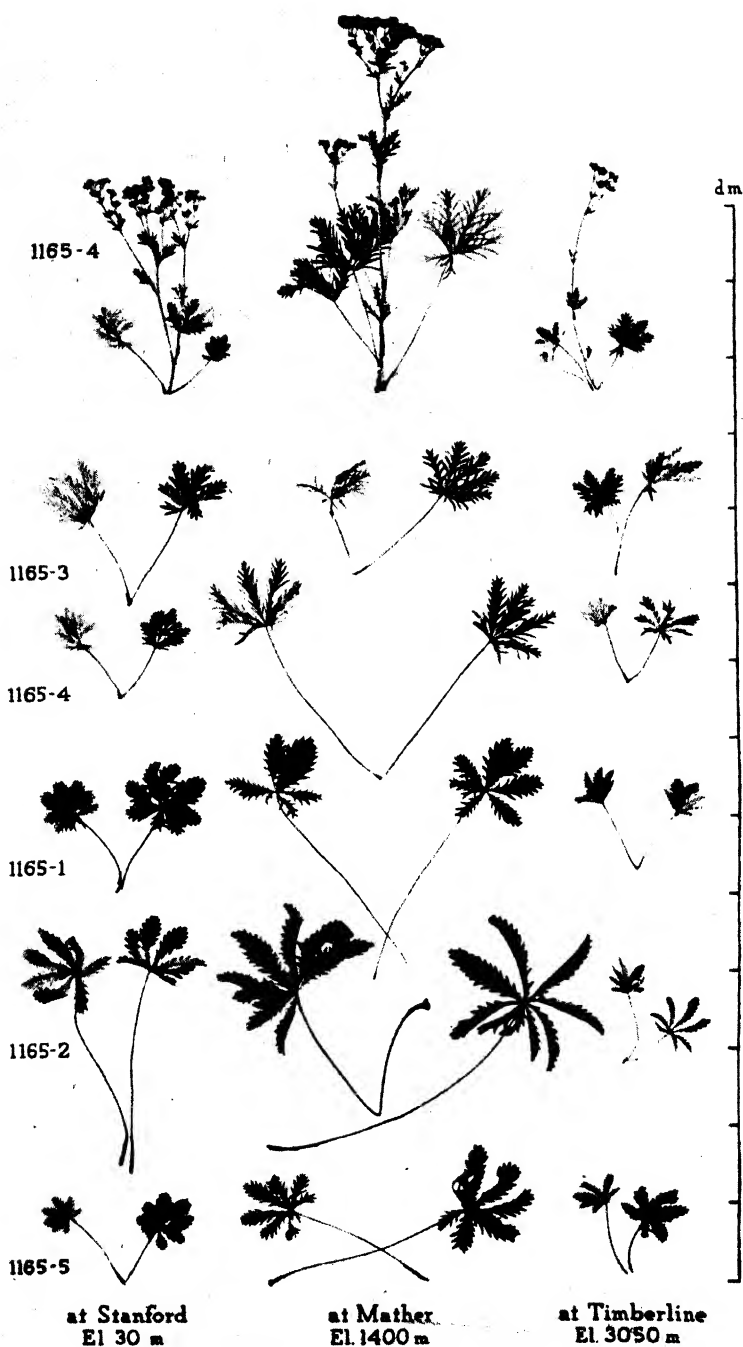 dm
1165-4
1165-3
1165-4
1165-1
1165-2
1165-5
at Stanford
El 30 m
at Mather
El. 1400 m
at Timberline
El. 3050 m